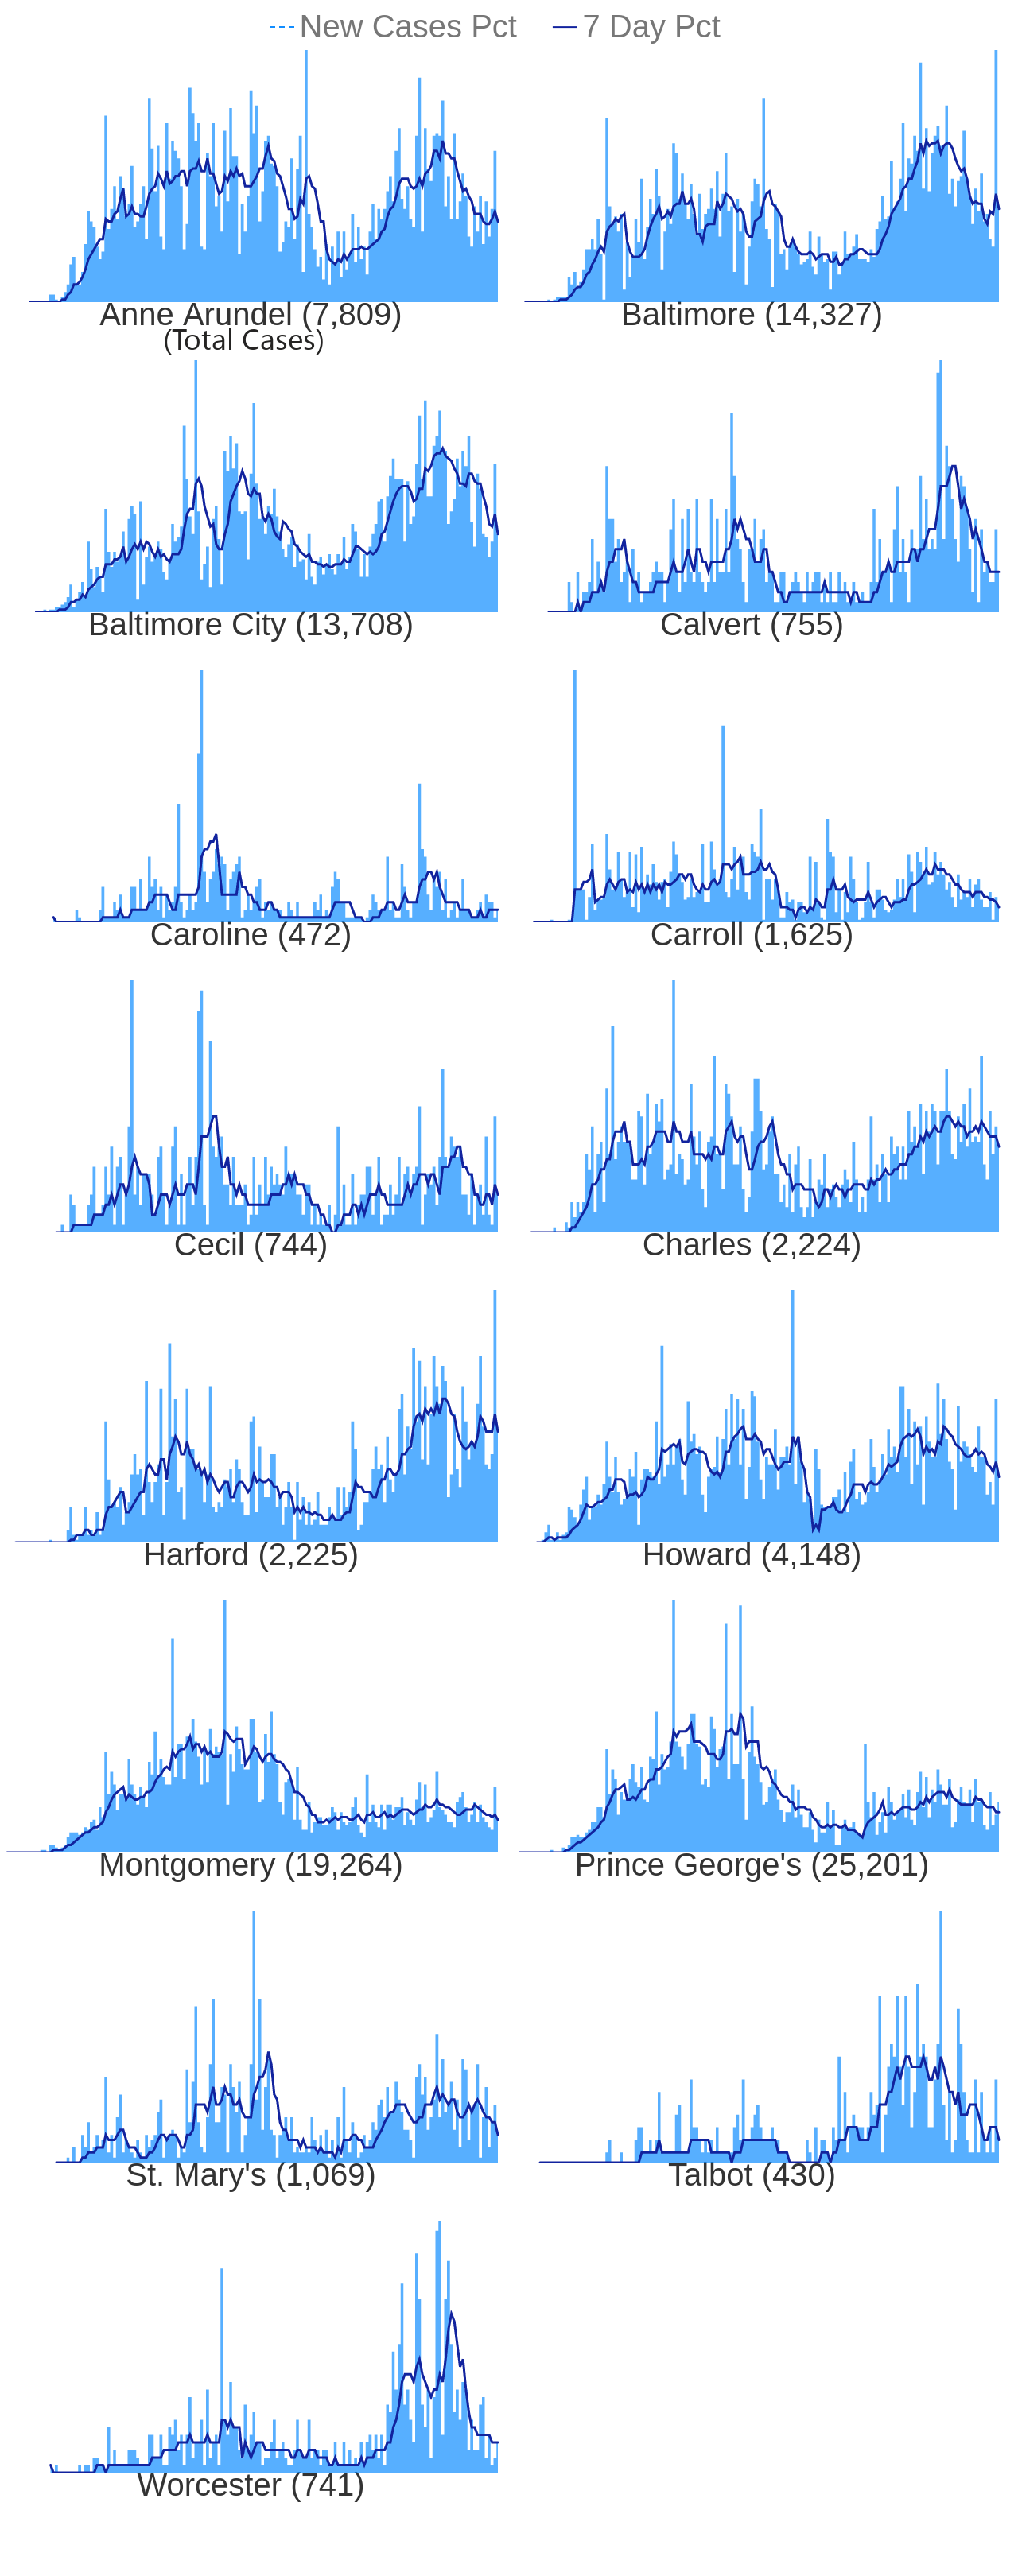 New Cases Pct 7 Day Pct
Anne Arundel (7,809) Baltimore (14,327)
(Total Cases)
Baltimore City (13,708) Calvert (755)
Caroline (472) Carroll (1,625)
Cecil (744) Charles (2,224)
Harford (2,225) Howard (4,148)
Montgomery (19,264) Prince George's (25,201)
St. Mary's (1,069) Talbot (430)
Worcester (741)